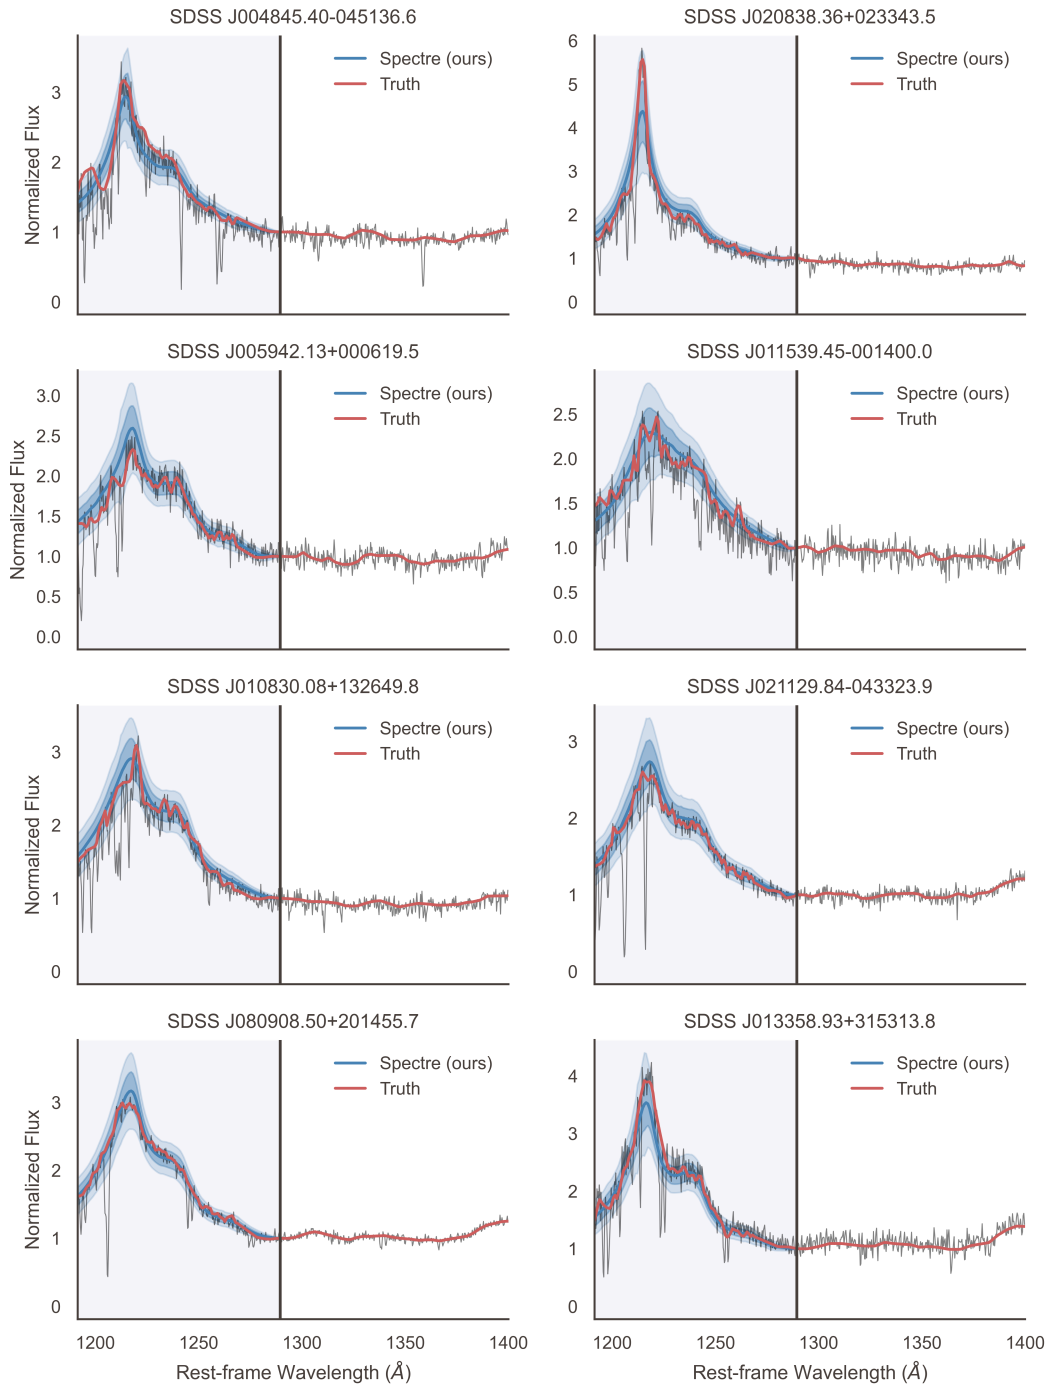 SDSS J004845.40-045136.6
Normalized Flux
3
2
1
0
Spectre (ours)
Truth
SDSS J020838.36+023343.5
6
5
4
3
2
1
0
Spectre (ours)
Truth
SDSS J005942.13+000619.5
Normalized Flux
3.0
2.5
2.0
1.5
1.0
0.5
0.0
Spectre (ours)
Truth
SDSS J011539.45-001400.0
2.5
2.0
1.5
1.0
0.5
0.0
Spectre (ours)
Truth
SDSS J010830.08+132649.8
Normalized Flux
3
2
1
0
Spectre (ours)
Truth
SDSS J021129.84-043323.9
3
2
1
0
Spectre (ours)
Truth
SDSS J080908.50+201455.7
Normalized Flux
3
2
1
0
Spectre (ours)
Truth
1200 1250 1300 1350 1400
Rest-frame Wavelength (Å)
SDSS J013358.93+315313.8
4
3
2
1
0
Spectre (ours)
Truth
1200 1250 1300 1350 1400
Rest-frame Wavelength (Å)